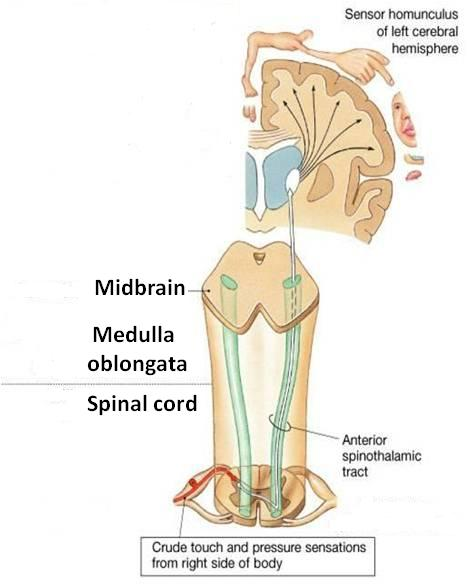 Sensor homunculus
of left cerebral
hemisphere
Midbrain
Medulla
oblongata
Spinal cord
Anterior
spinothalamic
tract
Crude touch and pressure sensations
from right side of body